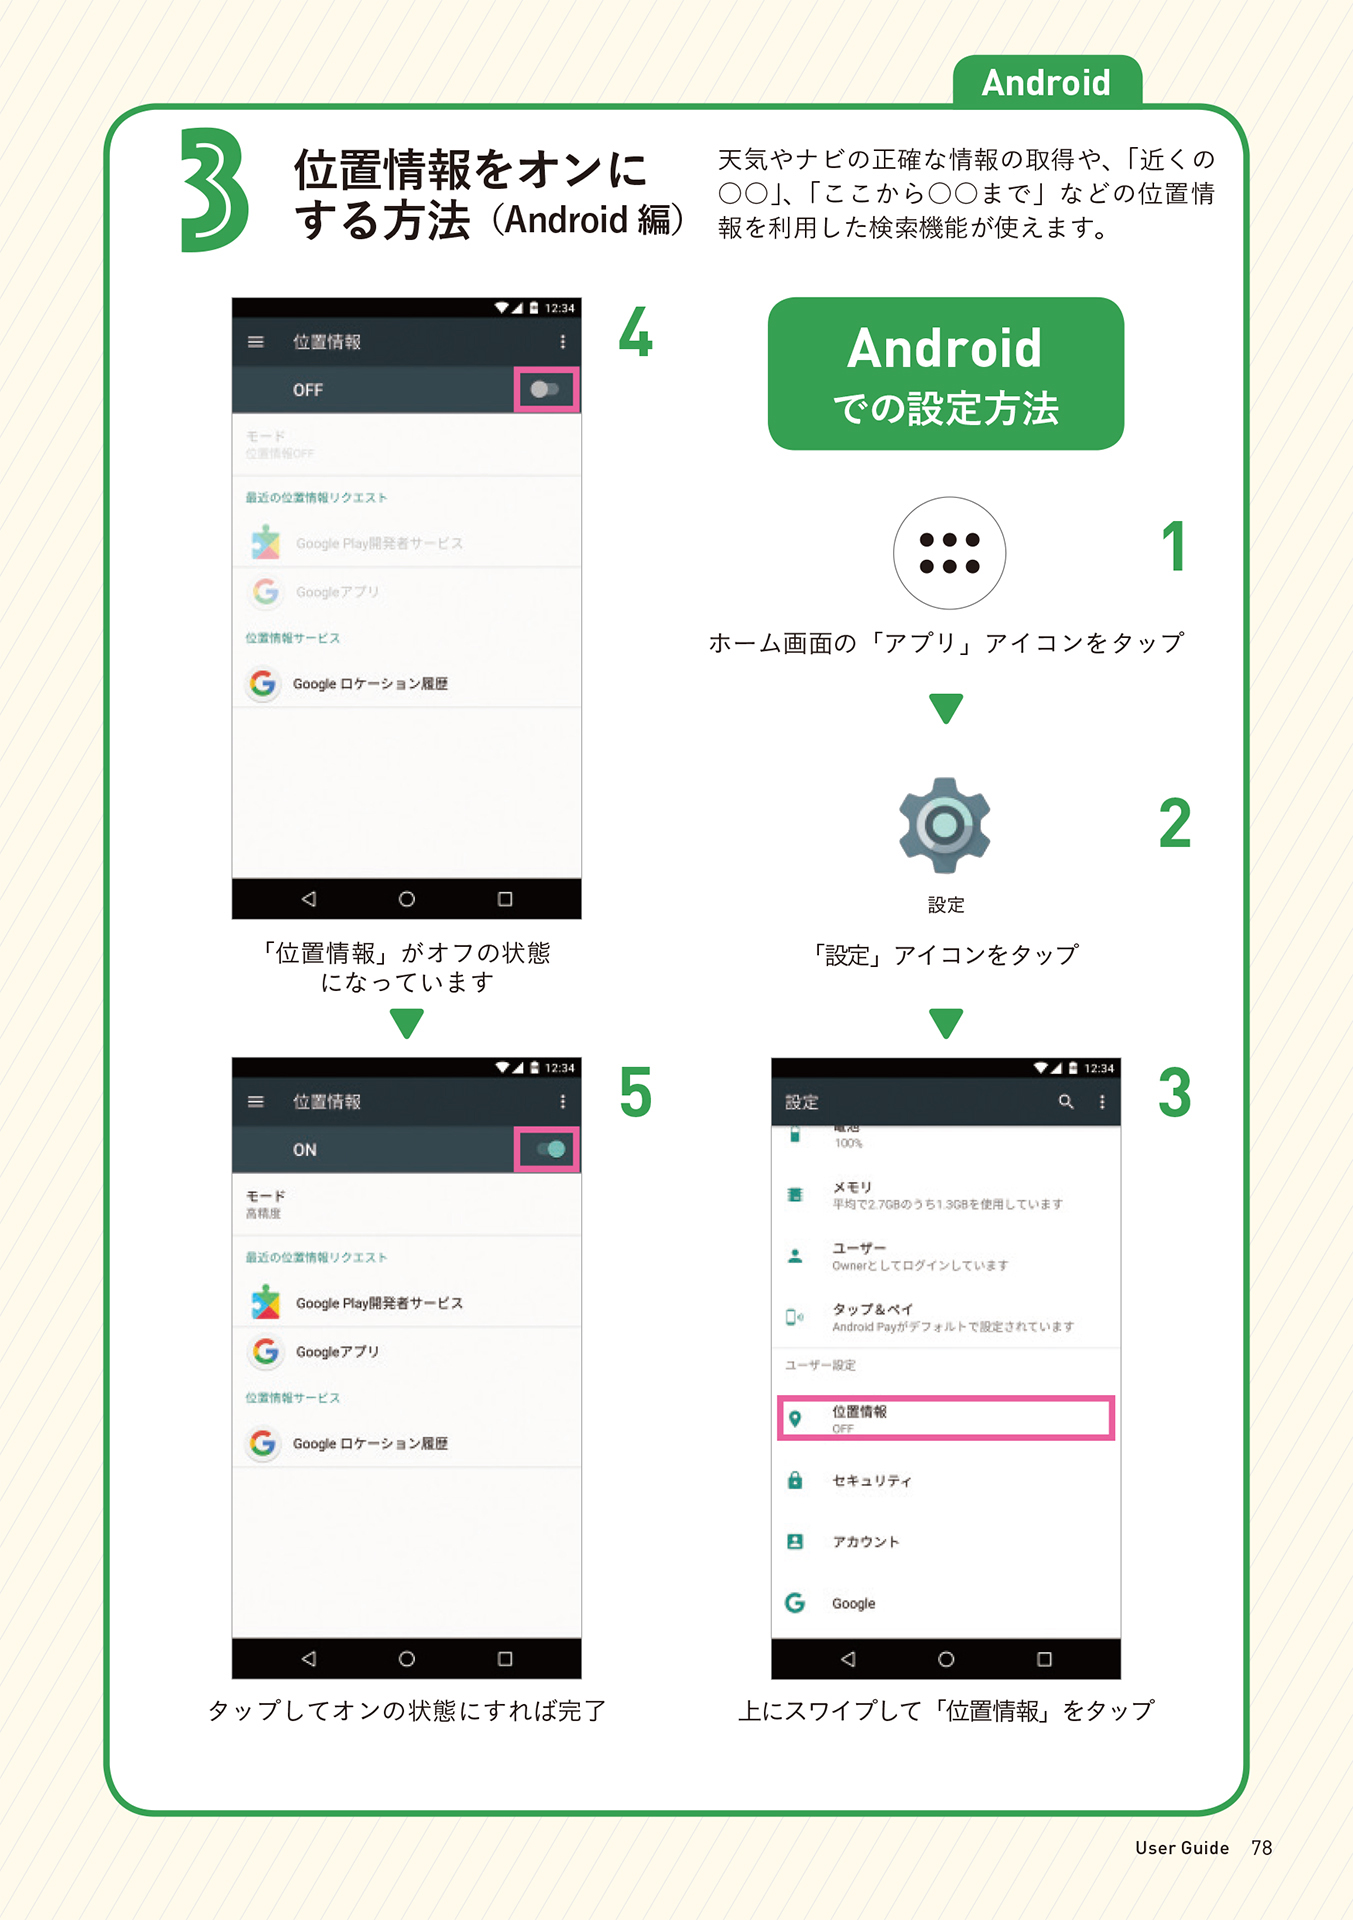 Android
3
位置情報をオンに
する方法（Android 編）
天気やナビの正確な情報の取得や、「近くの
〇〇」、「ここから〇〇まで」などの位置情
報を利用した検索機能が使えます。
Android
での設定方法
1
ホーム画面の「アプリ」アイコンをタップ
2
設定
「設定」アイコンをタップ
3
12:34
設定
電池
100%
メモリ
平均で2.7GBのうち1.3GBを使用しています
ユーザー
Ownerとしてログインしています
タップ&ペイ
Android Payがデフォルトで設定されています
ユーザー設定
位置情報
OFF
セキュリティ
アカウント
Google
上にスワイプして「位置情報」をタップ
4
12:34
位置情報
OFF
モード
位置情報OFF
最近の位置情報リクエスト
Google Play開発者サービス
Googleアプリ
位置情報サービス
Google ロケーション履歴
「位置情報」がオフの状態
になっています
5
12:34
位置情報
ON
モード
高精度
最近の位置情報リクエスト
Google Play開発者サービス
Googleアプリ
位置情報サービス
Google ロケーション履歴
タップしてオンの状態にすれば完了
User Guide 78